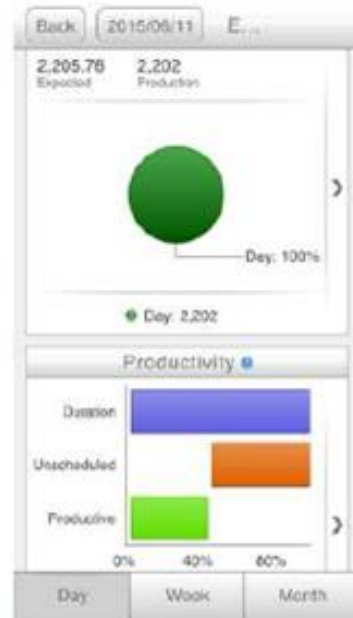 Back 2015/06/11 E...
2,205.76 2,202
Expected Production
Day: 100%
Day: 2,202
Productivity
Duration
Unscheduled
Productive
0% 40% 60%
Day Week Month